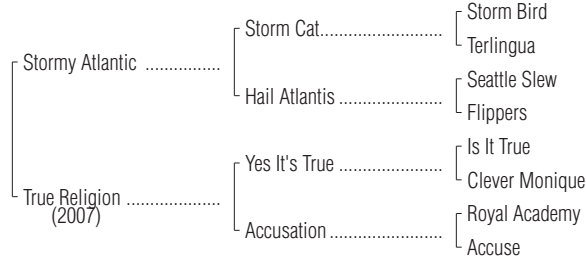 Storm Bird
Storm Cat......................
Terlingua
Stormy Atlantic ................
Seattle Slew
Hail Atlantis ....................
Flippers
Is It True
Yes It's True ....................
Clever Monique
True Religion ....................
(2007)
Royal Academy
Accusation ......................
Accuse